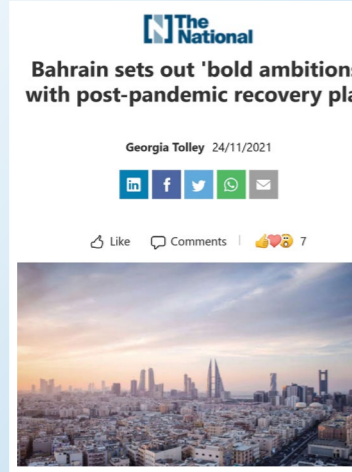 The
National
Bahrain sets out 'bold ambitions
with post-pandemic recovery pla
Georgia Tolley 24/11/2021
Like Comments 7